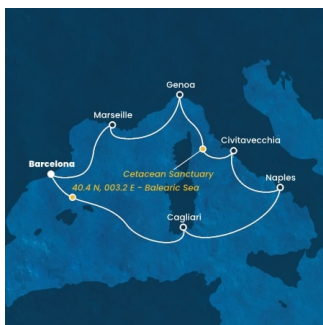 Genoa
Marseille
Civitavecchia
Barcelona
Cetacean Sanctuary
40.4 N, 003.2 E - Balearic Sea
Naples
Cagliari